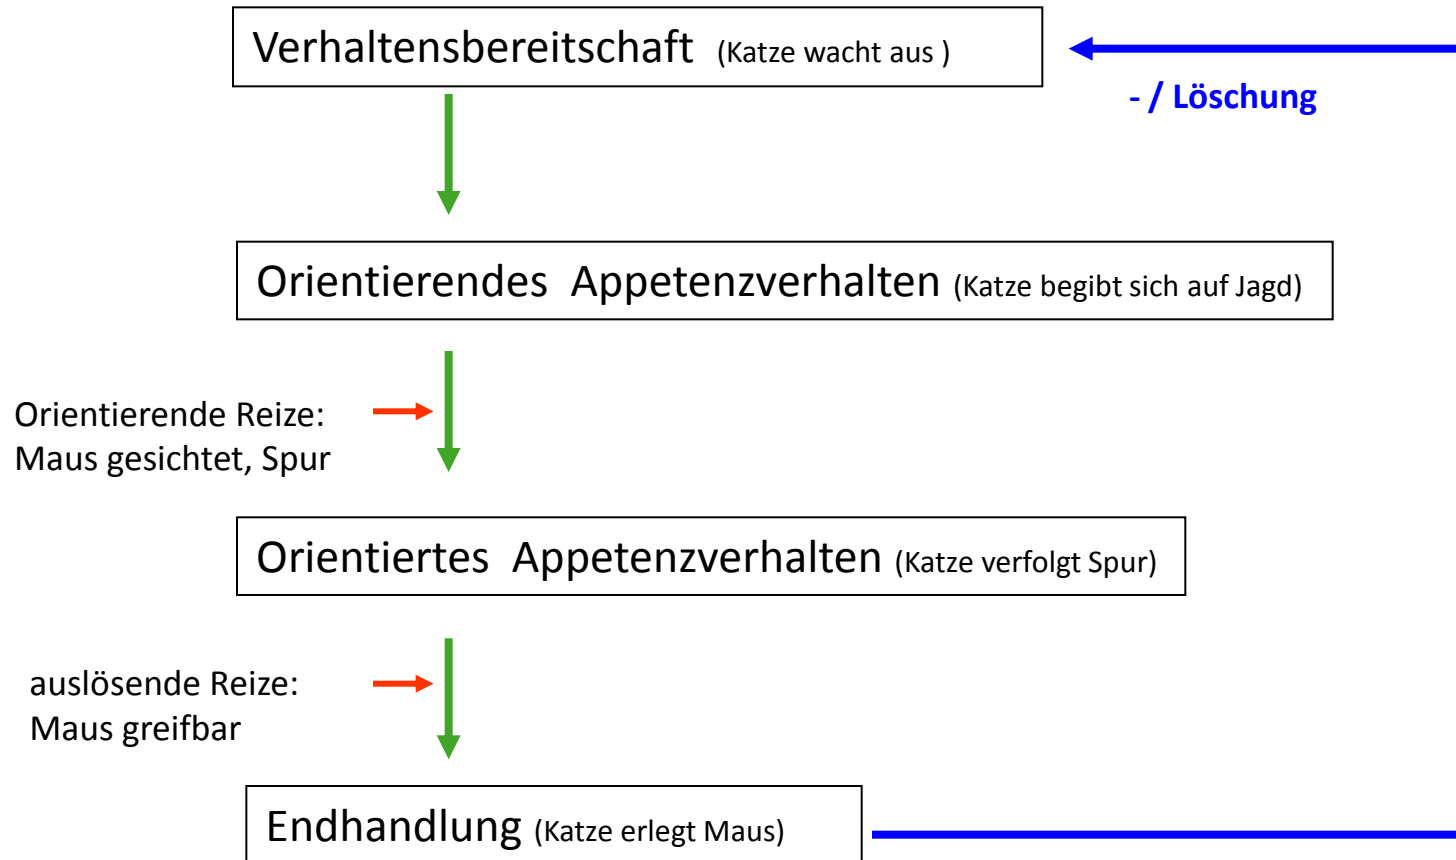 Verhaltensbereitschaft (Katze wacht aus )
- / Löschung
Orientierendes Appetenzverhalten (Katze begibt sich auf Jagd)
Orientierende Reize:
Maus gesichtet, Spur
Orientiertes Appetenzverhalten (Katze verfolgt Spur)
auslösende Reize:
Maus greifbar
Endhandlung (Katze erlegt Maus)